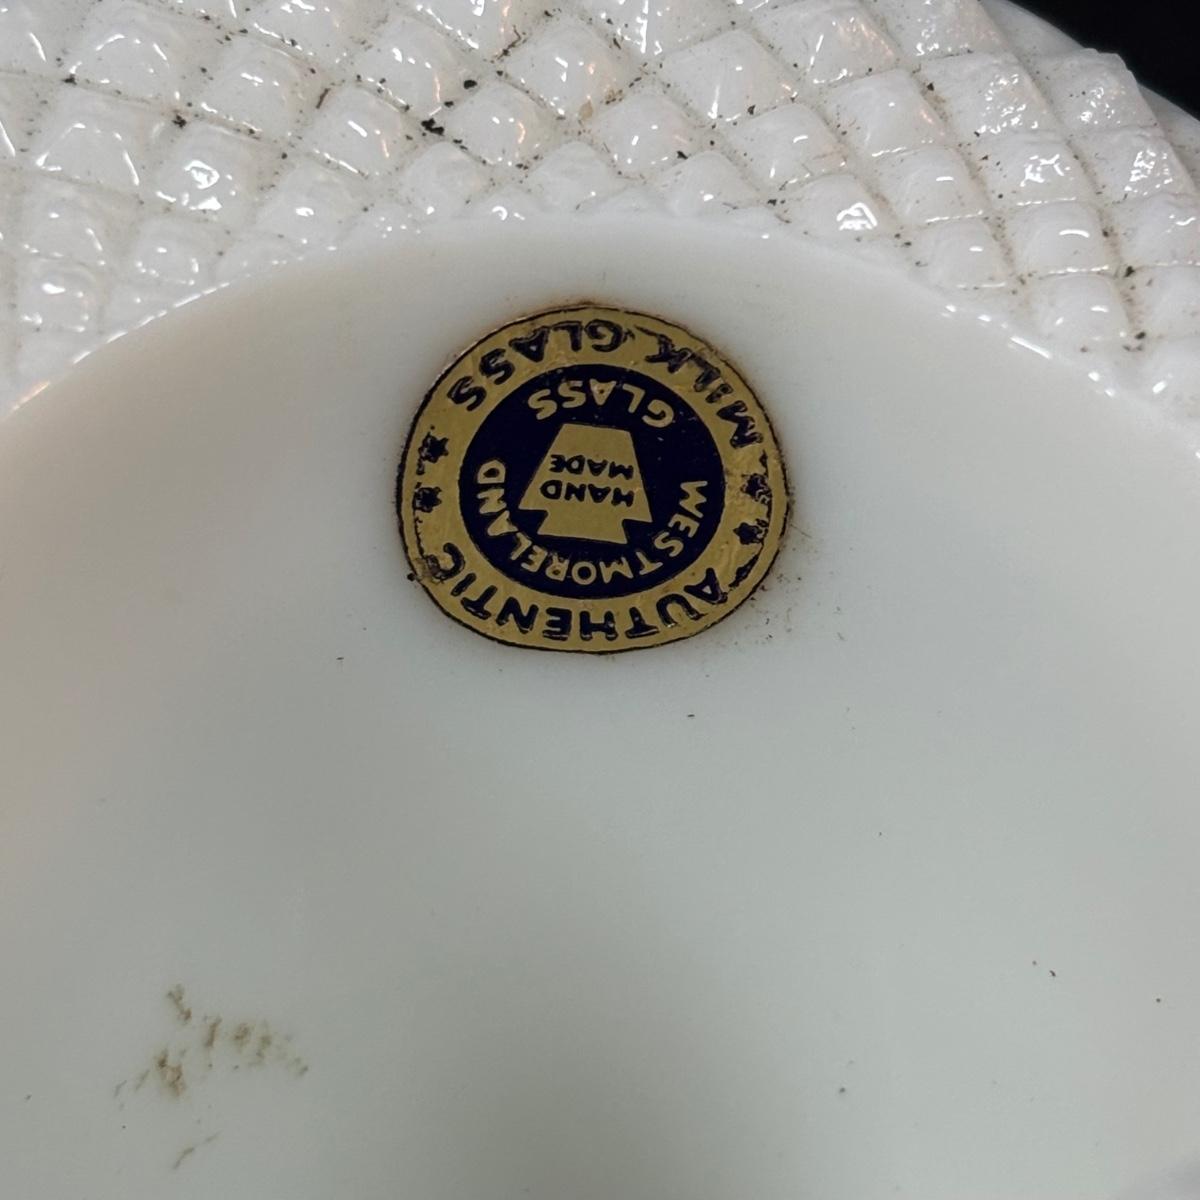 AUTHENTIC
MILK GLASS
WESTMORELAND
GLASS
HAND
MADE